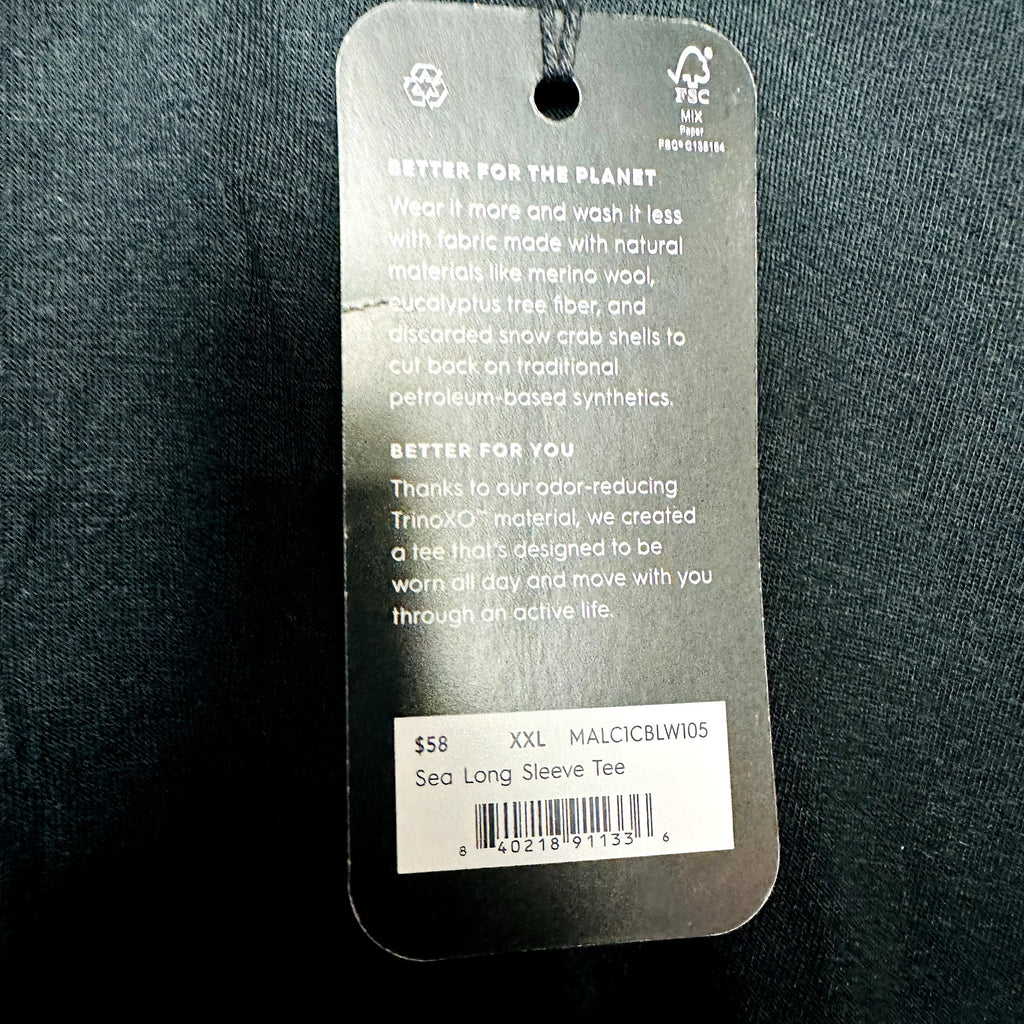 FSC
MIX
Paper
BETTER FOR THE PLANET
Wear it more and wash it less
with fabric made with natural
materials like merino wool,
eucalyptus tree fiber, and
discarded snow crab shells to
cut back on traditional
petroleum-based synthetics.
BETTER FOR YOU
Thanks to our odor-reducing
TrinoXO™ material, we created
a tee that's designed to be
worn all day and move with you
through an active life.
$58 XXL MALC1CBLW105
Sea Long Sleeve Tee
8 40218 91133 6